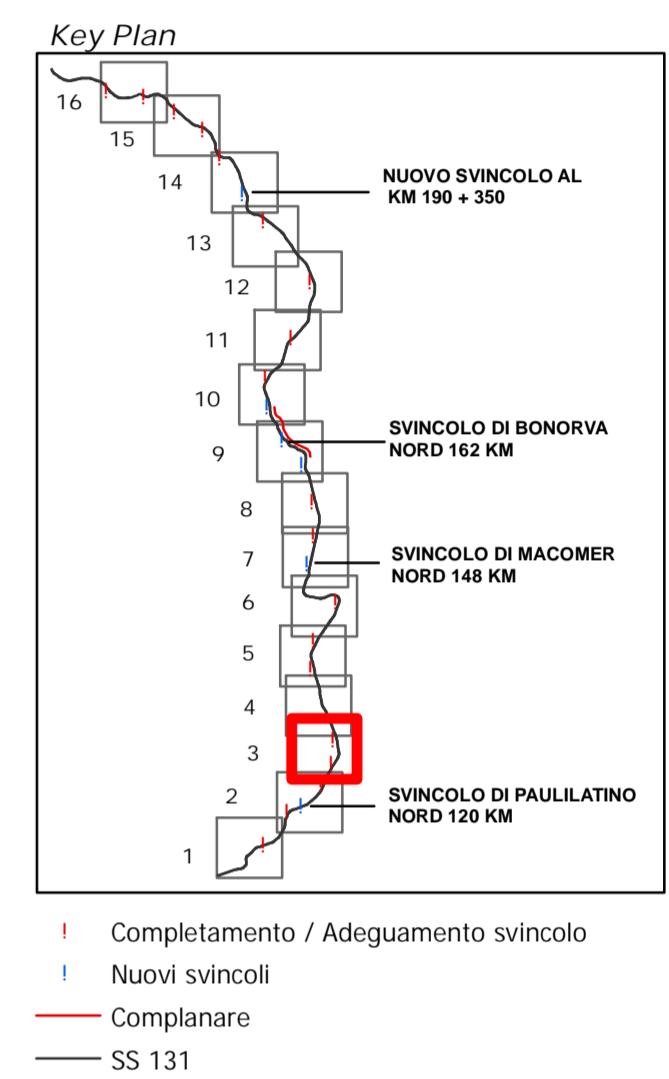 Key Plan
16
15
14
NUOVO SVINCOLO AL
KM 190 + 350
13
12
11
10
SVINCOLO DI BONORVA
NORD 162 KM
9
8
7
SVINCOLO DI MACOMER
NORD 148 KM
6
5
4
3
2
SVINCOLO DI PAULILATINO
NORD 120 KM
1
! Completamento / Adeguamento svincolo
! Nuovi svincoli
Complanare
SS 131